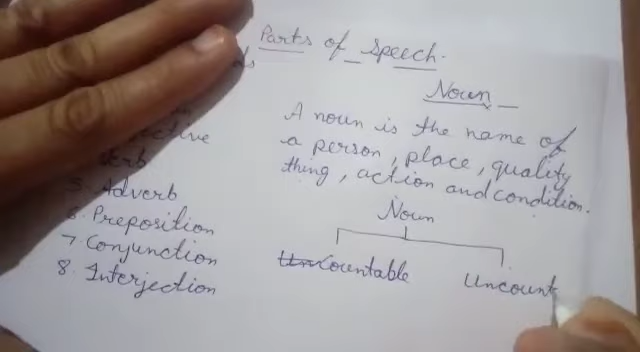 Parts of Speech.
Noun
A noun is the name of
a person, place, quality
thing, action and condition.
Noun
Countable
Uncount
5. Adverb
6. Preposition
7. Conjunction
8. Interjection